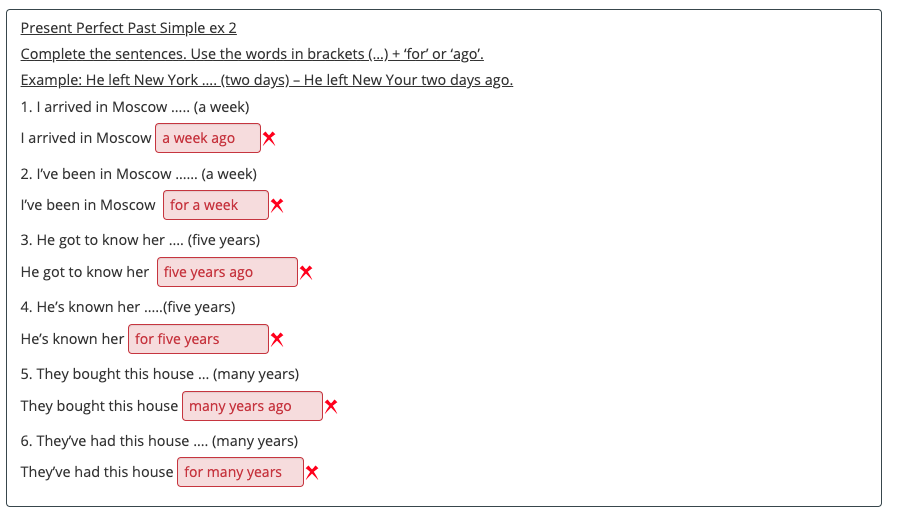 Present Perfect Past Simple ex 2
Complete the sentences. Use the words in brackets (...) + ‘for’ or ‘ago’.
Example: He left New York .... (two days) – He left New Your two days ago.
1. I arrived in Moscow ..... (a week)
I arrived in Moscow a week ago
2. I’ve been in Moscow ...... (a week)
I’ve been in Moscow for a week
3. He got to know her .... (five years)
He got to know her five years ago
4. He’s known her .....(five years)
He’s known her for five years
5. They bought this house ... (many years)
They bought this house many years ago
6. They’ve had this house .... (many years)
They’ve had this house for many years